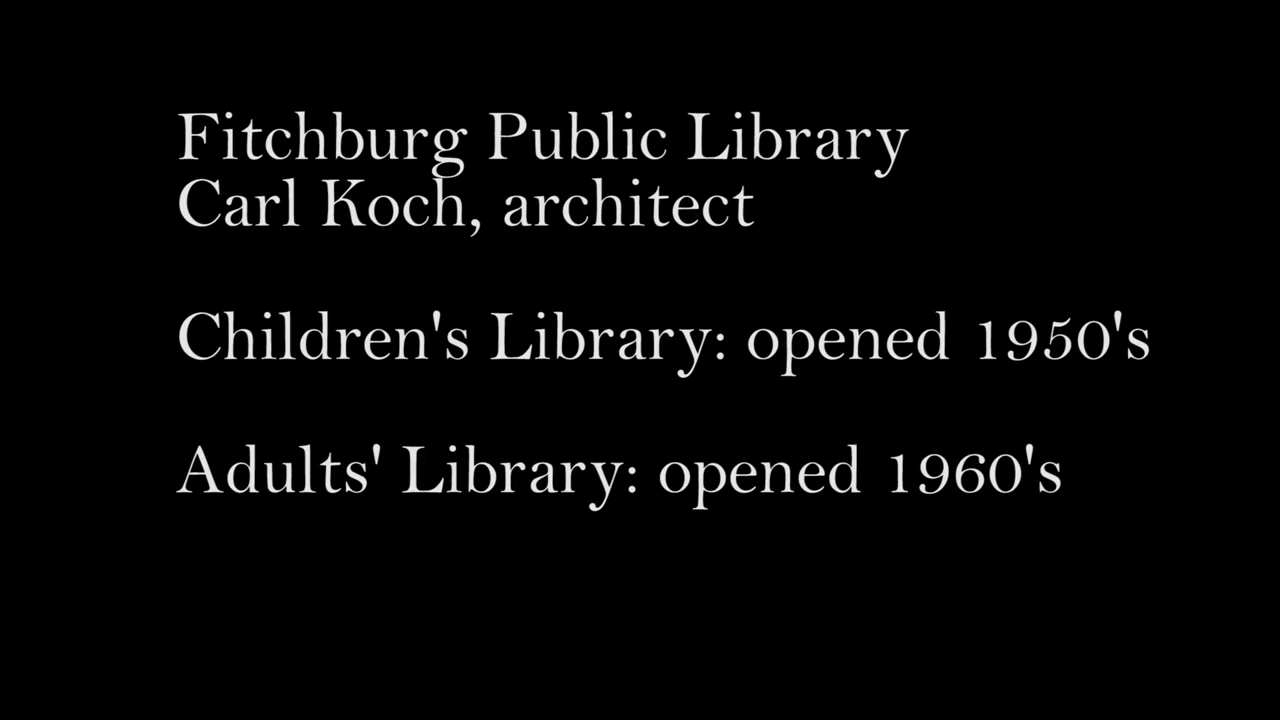 Fitchburg Public Library
Carl Koch, architect
Children's Library: opened 1950's
Adults' Library: opened 1960's